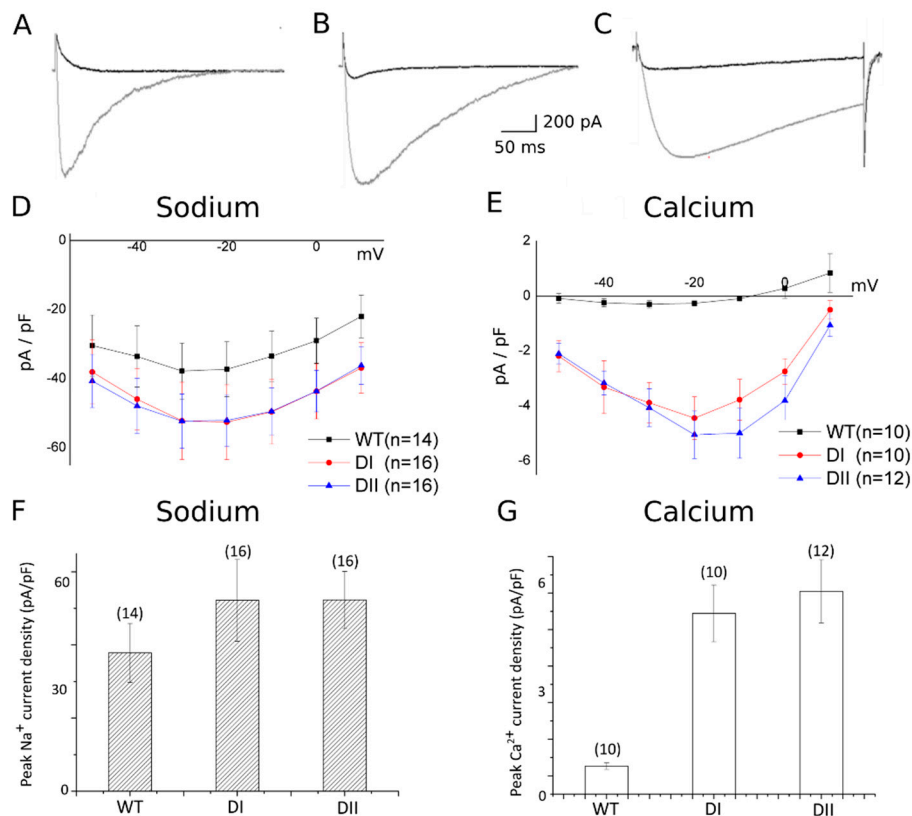 A
B
C
200 pA
50 ms
D Sodium
0
-40
-20
0
mV
-20
-40
-60
pA / pF
WT(n=14)
DI (n=16)
DII (n=16)
E Calcium
2
-40
-20
0
mV
0
-2
-4
-6
pA / pF
WT(n=10)
DI (n=10)
DII (n=12)
F Sodium
Peak Na+ current density (pA/pF)
60
30
0
(14)
(16)
(16)
WT
DI
DII
G Calcium
Peak Ca2+ current density (pA/pF)
6
3
0
(10)
(10)
(12)
WT
DI
DII